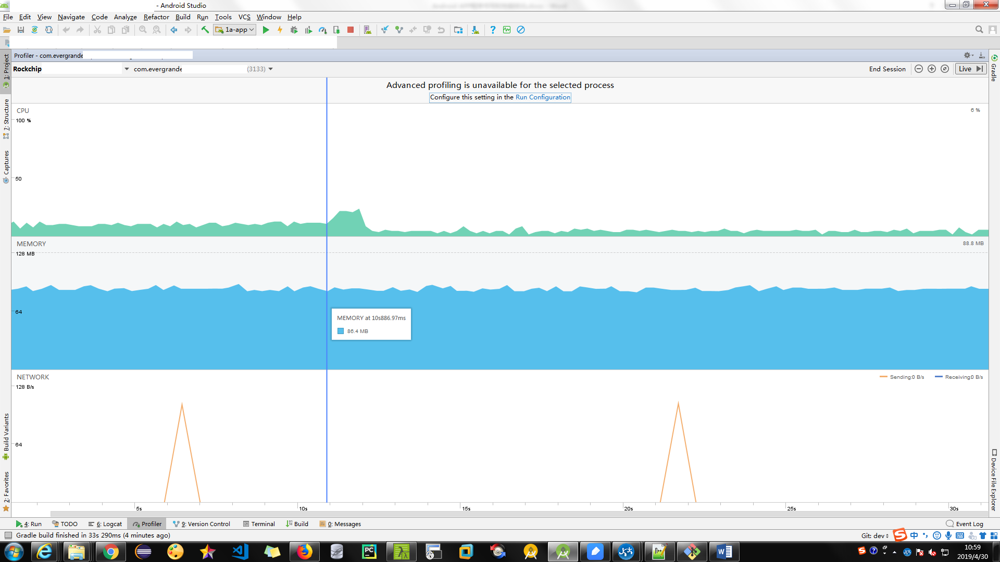 - Android Studio
File Edit View Navigate Code Analyze Refactor Build Run Tools VCS Window Help
1a-app
Profiler - com.evergrande
Rockchip com.evergrande (3133) End Session Live
Advanced profiling is unavailable for the selected process
Configure this setting in the Run Configuration
CPU 6 %
100 %
50
MEMORY 88.8 MB
128 MB
64
MEMORY at 10s886.97ms
86.4 MB
NETWORK Sending:0 B/s Receiving:0 B/s
128 B/s
64
5s 10s 15s 20s 25s 30s
1: Project
7: Structure
Captures
Build Variants
2: Favorites
Gradle
Device File Explorer
4: Run TODO 6: Logcat Profiler 9: Version Control Terminal Build 0: Messages Event Log
Gradle build finished in 33s 290ms (4 minutes ago) Git: dev 中
10:59
2019/4/30